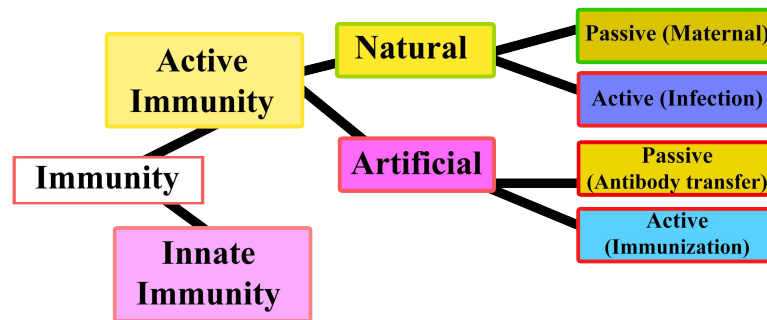 Active
Immunity
Natural
Passive (Maternal)
Active (Infection)
Immunity
Artificial
Passive
(Antibody transfer)
Active
(Immunization)
Innate
Immunity